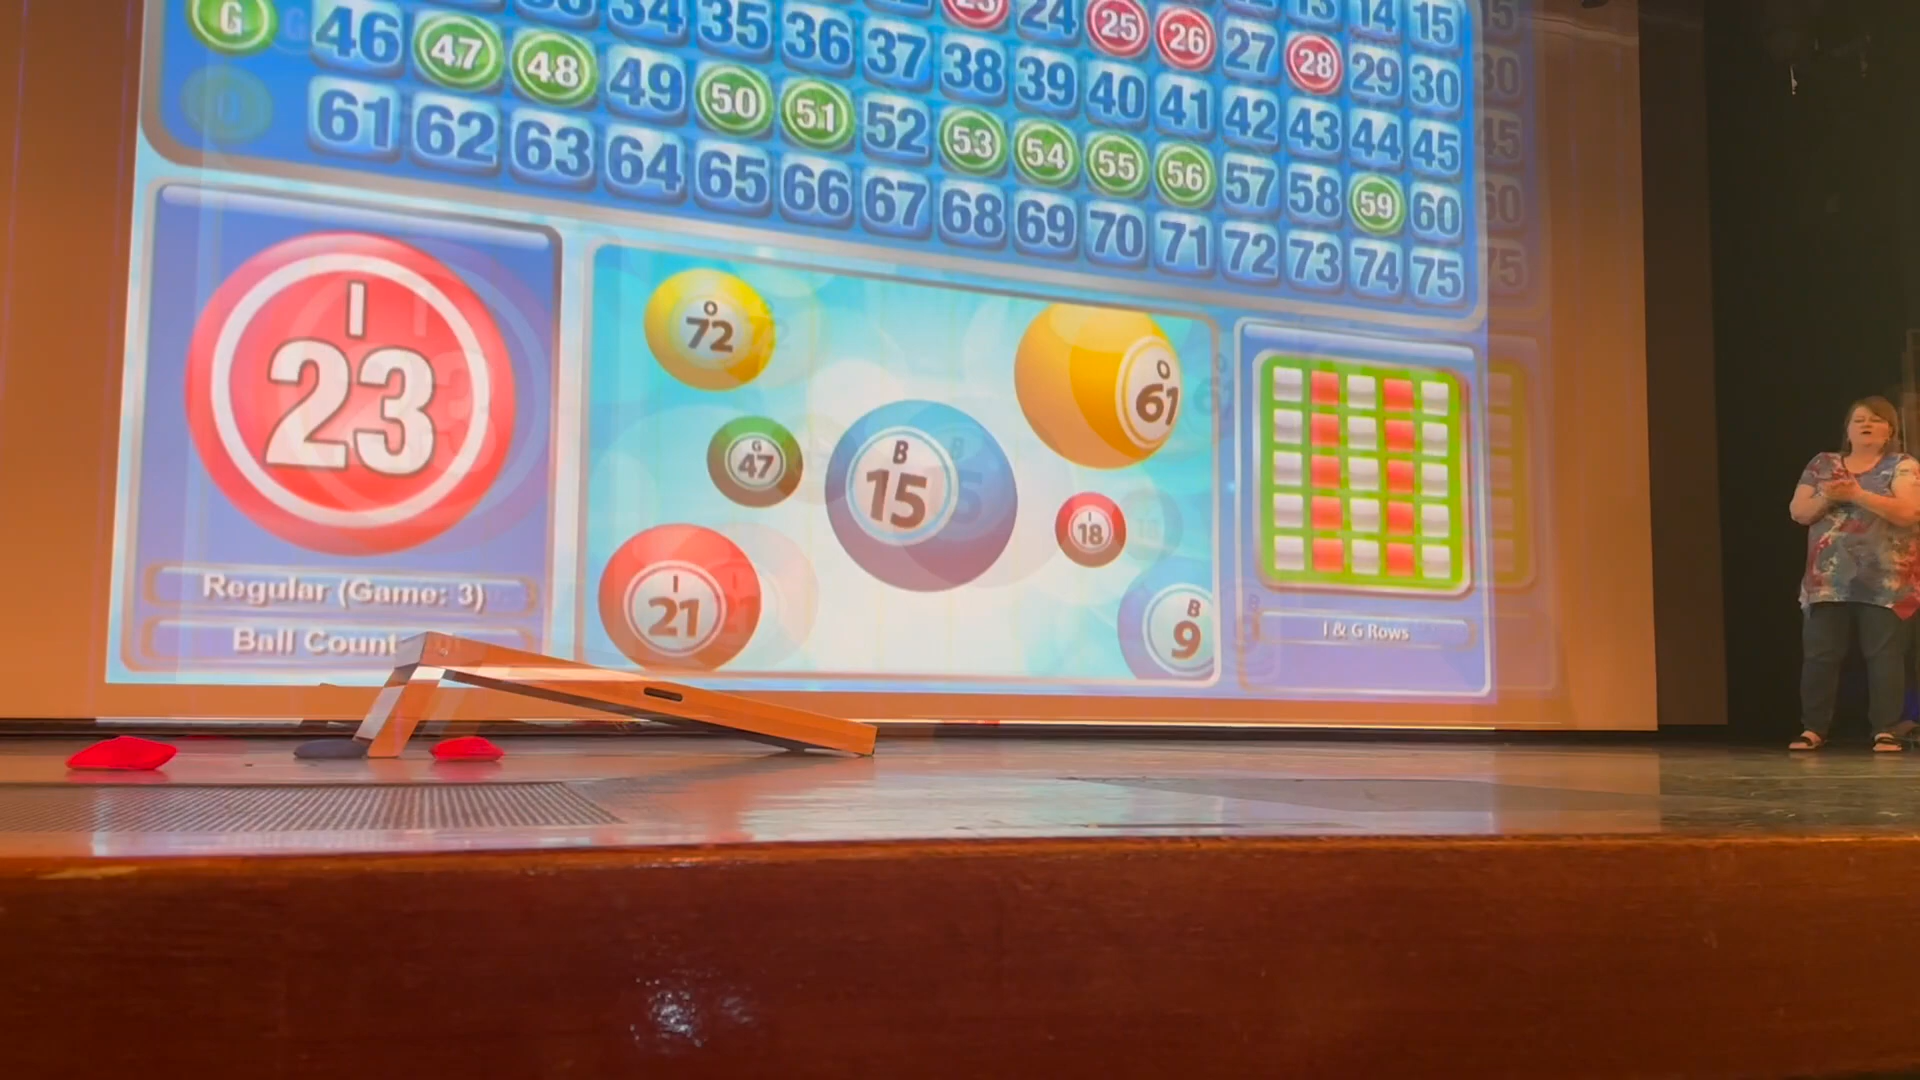 23 24 25 26 27 28 29 30
33 34 35 36 37 38 39 40 41 42 43 44 45
13 14 15
G 46 47 48 49 50 51 52 53 54 55 56 57 58 59 60
61 62 63 64 65 66 67 68 69 70 71 72 73 74 75
I
23
Regular (Game: 3)
Ball Count
O
72
O
61
G
47
B
15
I
18
I
21
B
9
I & G Rows